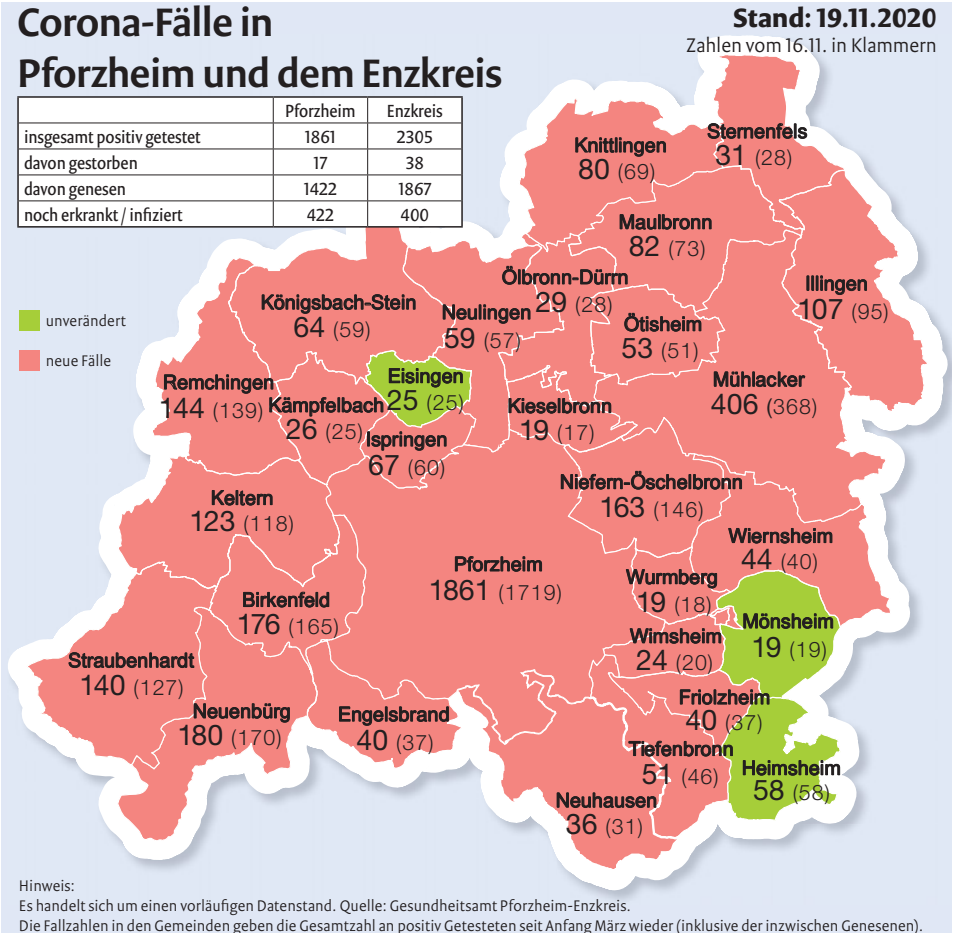 Corona-Fälle in
Pforzheim und dem Enzkreis
Stand: 19.11.2020
Zahlen vom 16.11. in Klammern
Pforzheim Enzkreis
insgesamt positiv getestet 1861 2305
davon gestorben 17 38
davon genesen 1422 1867
noch erkrankt / infiziert 422 400
unverändert
neue Fälle
Sternenfels
31 (28)
Knittlingen
80 (69)
Maulbronn
82 (73)
Ölbronn-Dürrn
29 (28)
Illingen
107 (95)
Königsbach-Stein
64 (59)
Neulingen
59 (57)
Ötisheim
53 (51)
Remchingen
144 (139)
Kämpfelbach
26 (25)
Eisingen
25 (25)
Mühlacker
406 (368)
Kieselbronn
19 (17)
Ispringen
67 (60)
Keltern
123 (118)
Niefern-Öschelbronn
163 (146)
Wiernsheim
44 (40)
Pforzheim
1861 (1719)
Wurmberg
19 (18)
Birkenfeld
176 (165)
Mönsheim
19 (19)
Wimsheim
24 (20)
Straubenhardt
140 (127)
Neuenbürg
180 (170)
Engelsbrand
40 (37)
Friolzheim
40 (37)
Tiefenbronn
51 (46)
Heimsheim
58 (58)
Neuhausen
36 (31)
Hinweis:
Es handelt sich um einen vorläufigen Datenstand. Quelle: Gesundheitsamt Pforzheim-Enzkreis.
Die Fallzahlen in den Gemeinden geben die Gesamtzahl an positiv Getesteten seit Anfang März wieder (inklusive der inzwischen Genesenen).